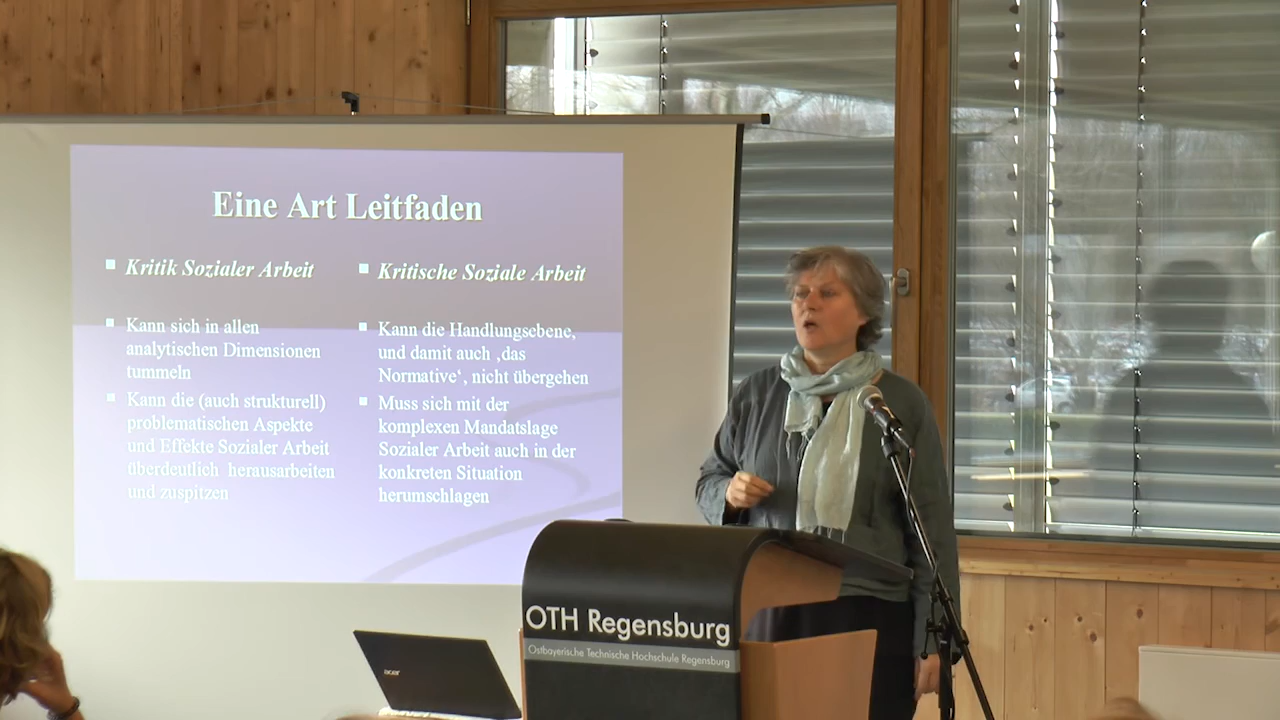 Eine Art Leitfaden
Kritik Sozialer Arbeit
Kann sich in allen
analytischen Dimensionen
tummeln
Kann die (auch strukturell)
problematischen Aspekte
und Effekte Sozialer Arbeit
überdeutlich herausarbeiten
und zuspitzen
Kritische Soziale Arbeit
Kann die Handlungsebene,
und damit auch ‚das
Normative‘, nicht übergehen
Muss sich mit der
komplexen Mandatslage
Sozialer Arbeit auch in der
konkreten Situation
herumschlagen
OTH Regensburg
Ostbayerische Technische Hochschule Regensburg
acer